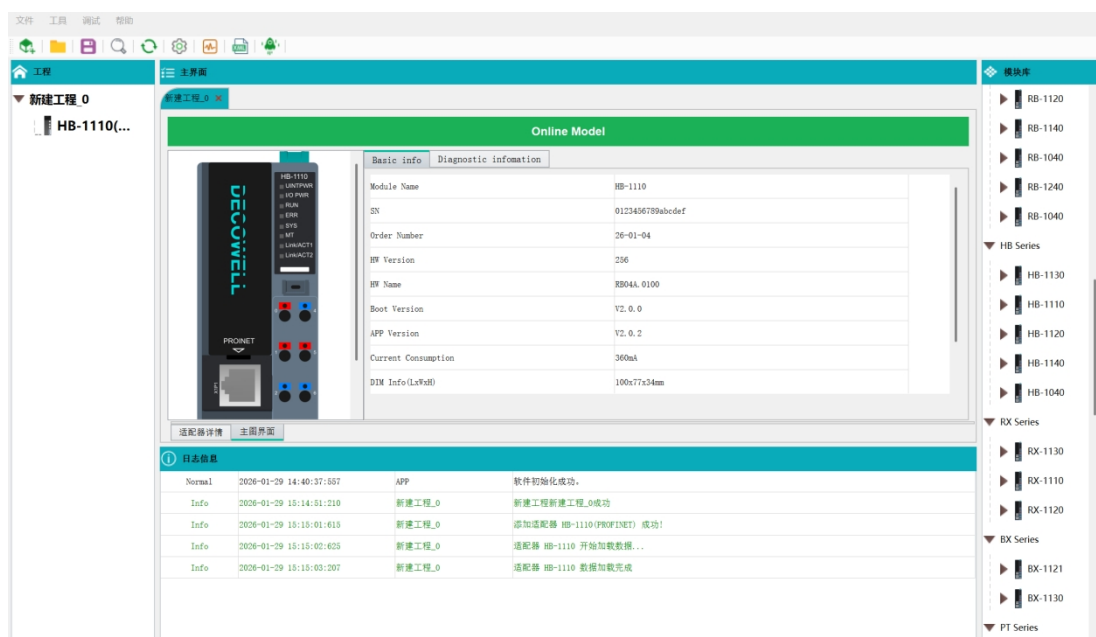 文件 工具 调试 帮助
工程
新建工程_0
HB-1110(...
主界面
新建工程_0
Online Model
DECOWELL
HB-1110
UINTPWR
I/O PWR
RUN
ERR
SYS
MT
Link/ACT1
Link/ACT2
PROINET
Basic info Diagnostic infomation
Module Name HB-1110
SN 0123456789abcdef
Order Number 26-01-04
HW Version 256
HW Name RB04A.0100
Boot Version V2.0.0
APP Version V2.0.2
Current Consumption 360mA
DIM Info(LxWxH) 100x77x34mm
适配器详情 主面界面
日志信息
Normal 2026-01-29 14:40:37:557 APP 软件初始化成功。
Info 2026-01-29 15:14:51:210 新建工程_0 新建工程新建工程_0成功
Info 2026-01-29 15:15:01:615 新建工程_0 添加适配器 HB-1110(PROFINET) 成功!
Info 2026-01-29 15:15:02:625 新建工程_0 适配器 HB-1110 开始加载数据...
Info 2026-01-29 15:15:03:207 新建工程_0 适配器 HB-1110 数据加载完成
模块库
RB-1120
RB-1140
RB-1040
RB-1240
RB-1040
HB Series
HB-1130
HB-1110
HB-1120
HB-1140
HB-1040
RX Series
RX-1130
RX-1110
RX-1120
BX Series
BX-1121
BX-1130
PT Series